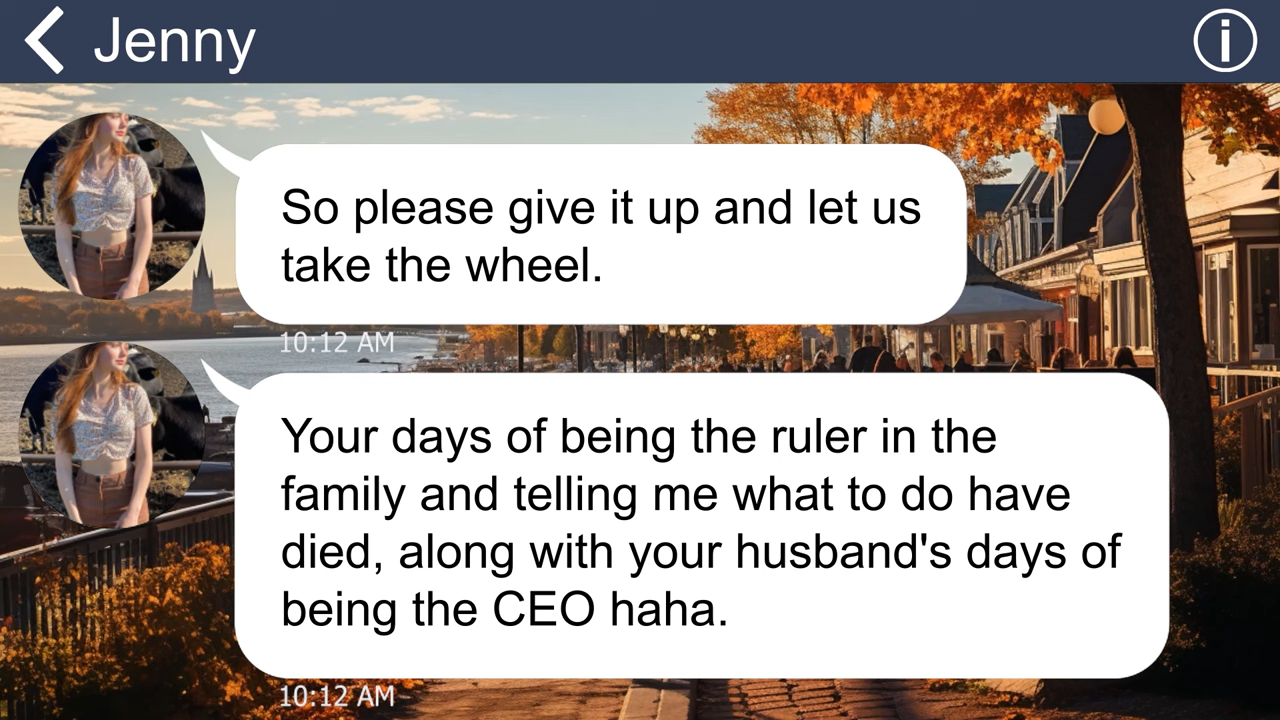 Jenny
So please give it up and let us
take the wheel.
10:12 AM
Your days of being the ruler in the
family and telling me what to do have
died, along with your husband's days of
being the CEO haha.
10:12 AM